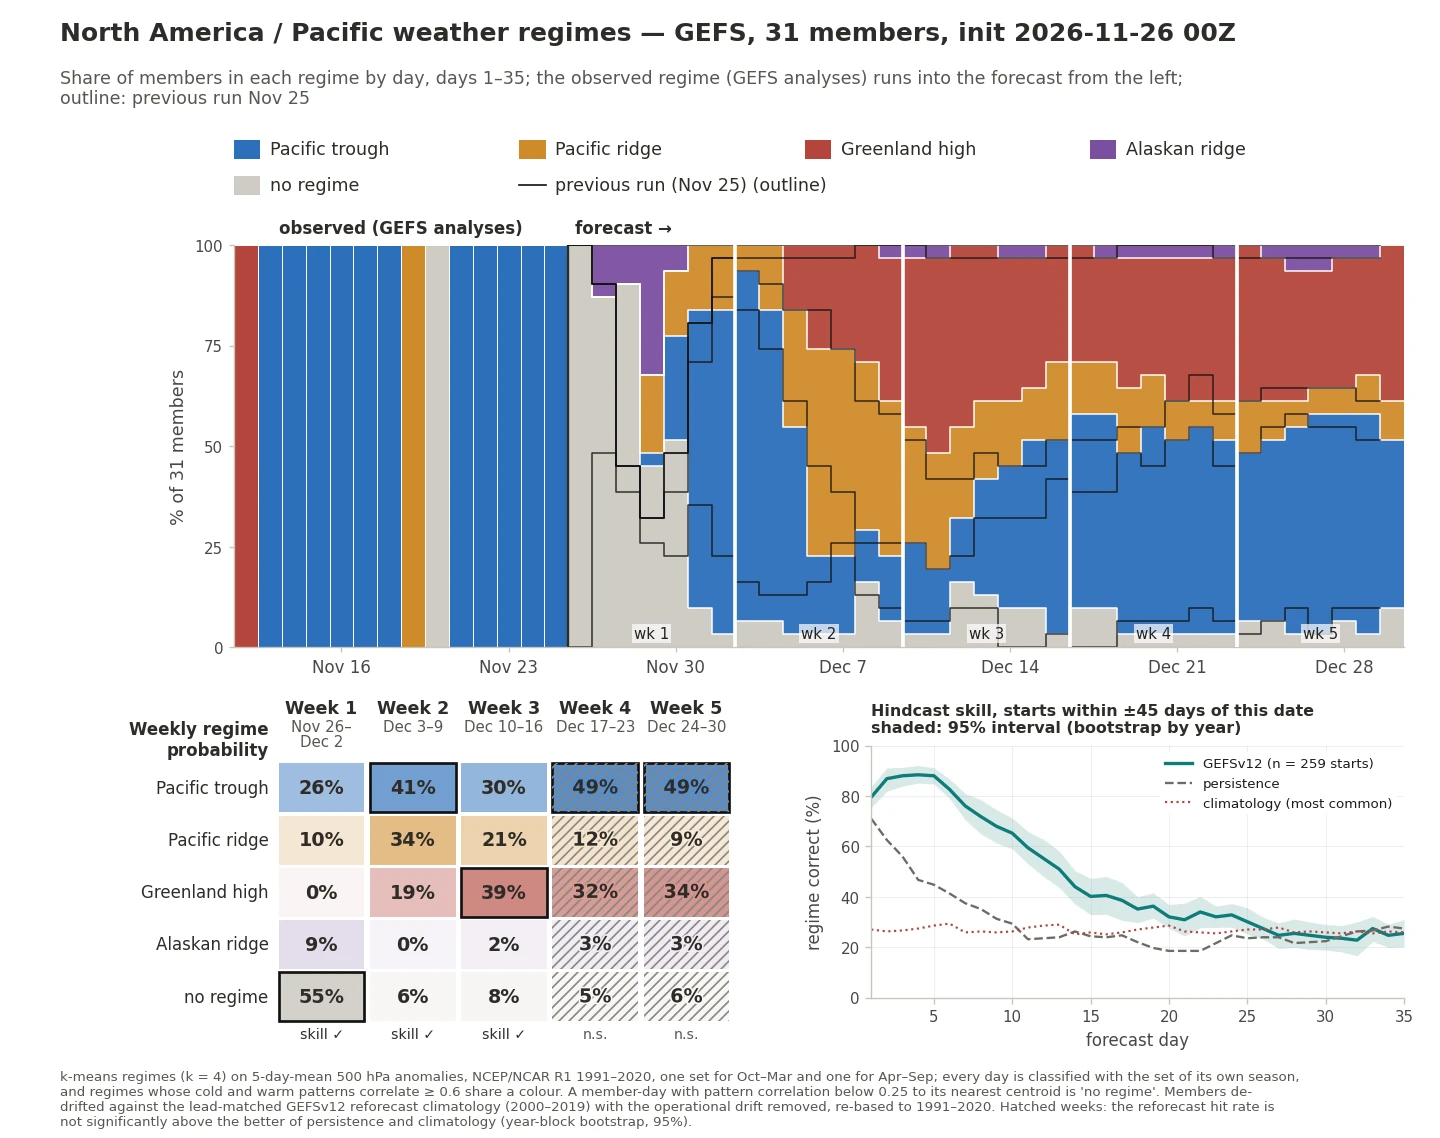 North America / Pacific weather regimes — GEFS, 31 members, init 2026-11-26 00Z
Share of members in each regime by day, days 1–35; the observed regime (GEFS analyses) runs into the forecast from the left;
outline: previous run Nov 25
Pacific trough
Pacific ridge
Greenland high
Alaskan ridge
no regime
previous run (Nov 25) (outline)
observed (GEFS analyses)
forecast →
100
75
50
25
0
% of 31 members
wk 1
wk 2
wk 3
wk 4
wk 5
Nov 16
Nov 23
Nov 30
Dec 7
Dec 14
Dec 21
Dec 28
Weekly regime
probability
Week 1 Week 2 Week 3 Week 4 Week 5
Nov 26– Dec 3–9 Dec 10–16 Dec 17–23 Dec 24–30
Dec 2
Pacific trough 26% 41% 30% 49% 49%
Pacific ridge 10% 34% 21% 12% 9%
Greenland high 0% 19% 39% 32% 34%
Alaskan ridge 9% 0% 2% 3% 3%
no regime 55% 6% 8% 5% 6%
skill ✓ skill ✓ skill ✓ n.s. n.s.
Hindcast skill, starts within ±45 days of this date
shaded: 95% interval (bootstrap by year)
100
80
60
40
20
0
regime correct (%)
GEFSv12 (n = 259 starts)
persistence
climatology (most common)
5 10 15 20 25 30 35
forecast day
k-means regimes (k = 4) on 5-day-mean 500 hPa anomalies, NCEP/NCAR R1 1991–2020, one set for Oct–Mar and one for Apr–Sep; every day is classified with the set of its own season,
and regimes whose cold and warm patterns correlate ≥ 0.6 share a colour. A member-day with pattern correlation below 0.25 to its nearest centroid is 'no regime'. Members de-
drifted against the lead-matched GEFSv12 reforecast climatology (2000–2019) with the operational drift removed, re-based to 1991–2020. Hatched weeks: the reforecast hit rate is
not significantly above the better of persistence and climatology (year-block bootstrap, 95%).